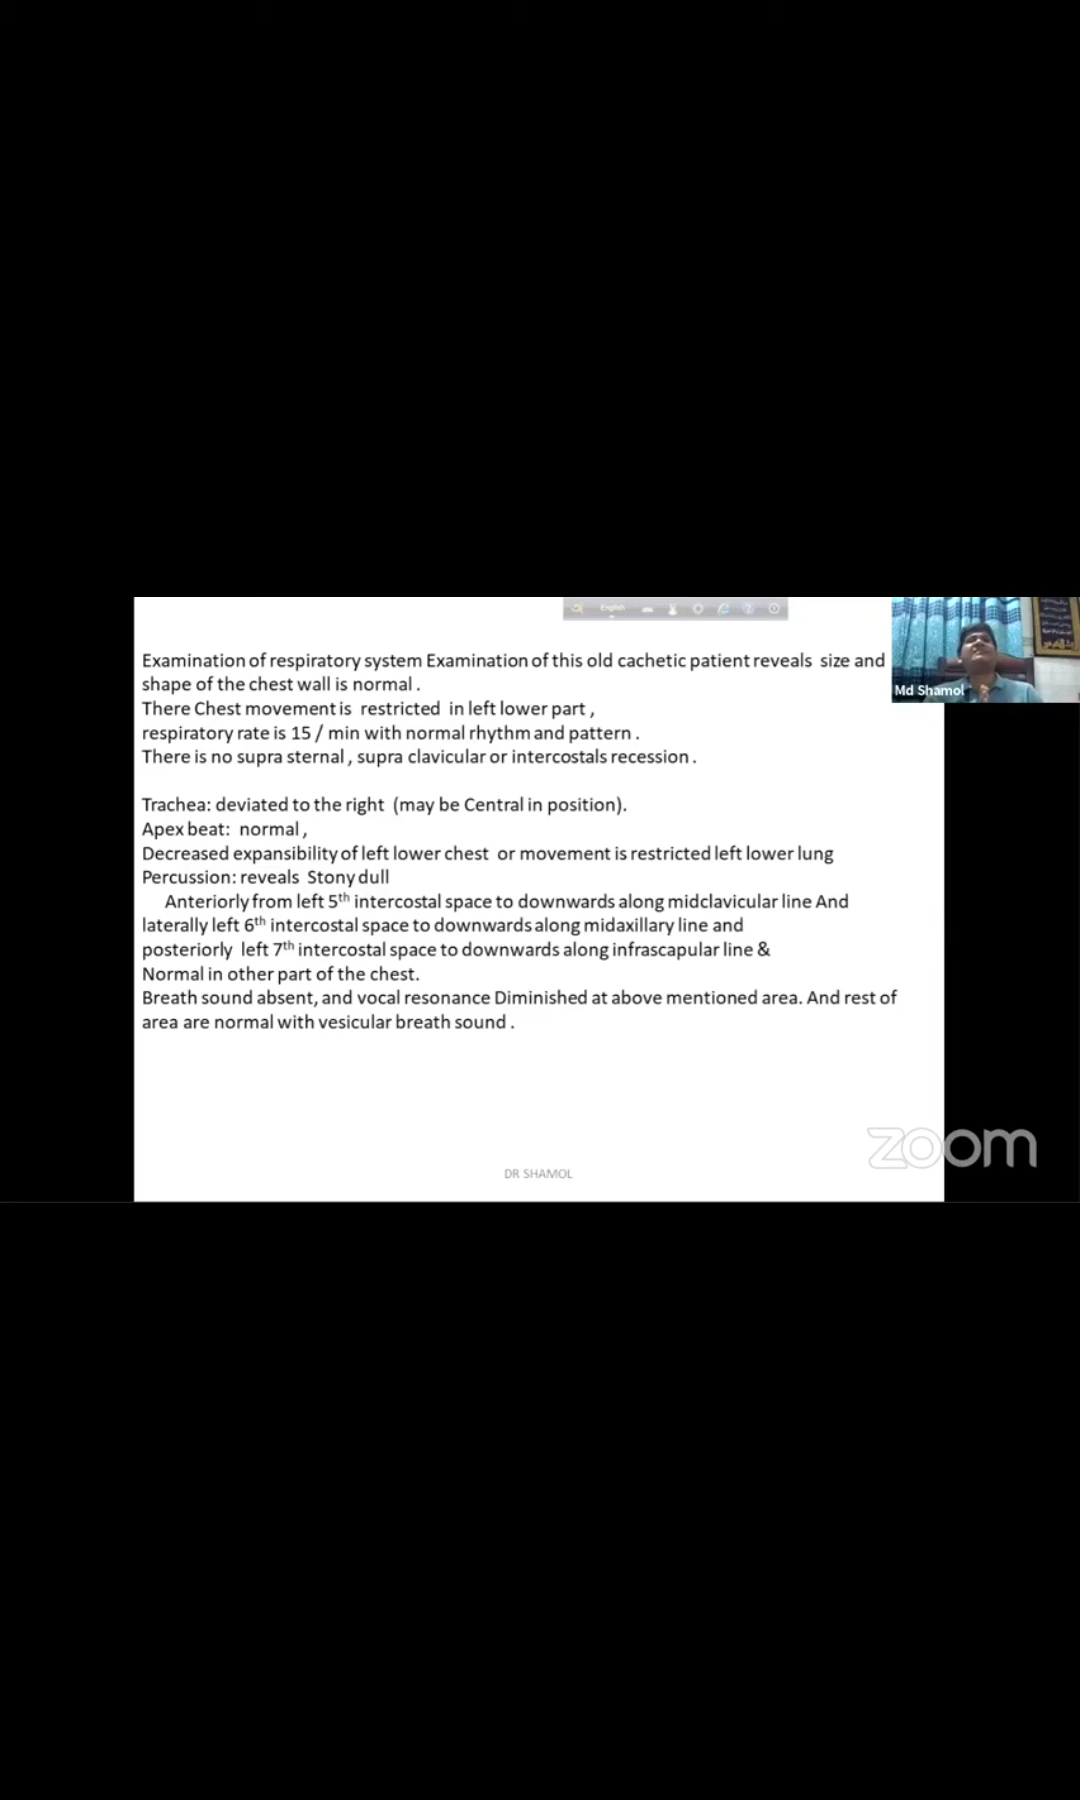 English
Examination of respiratory system Examination of this old cachetic patient reveals size and
shape of the chest wall is normal .
There Chest movement is restricted in left lower part ,
respiratory rate is 15 / min with normal rhythm and pattern .
There is no supra sternal , supra clavicular or intercostals recession .
Md Shamol
Trachea: deviated to the right (may be Central in position).
Apex beat: normal ,
Decreased expansibility of left lower chest or movement is restricted left lower lung
Percussion: reveals Stony dull
Anteriorly from left 5th intercostal space to downwards along midclavicular line And
laterally left 6th intercostal space to downwards along midaxillary line and
posteriorly left 7th intercostal space to downwards along infrascapular line &
Normal in other part of the chest.
Breath sound absent, and vocal resonance Diminished at above mentioned area. And rest of
area are normal with vesicular breath sound .
zoom
DR SHAMOL